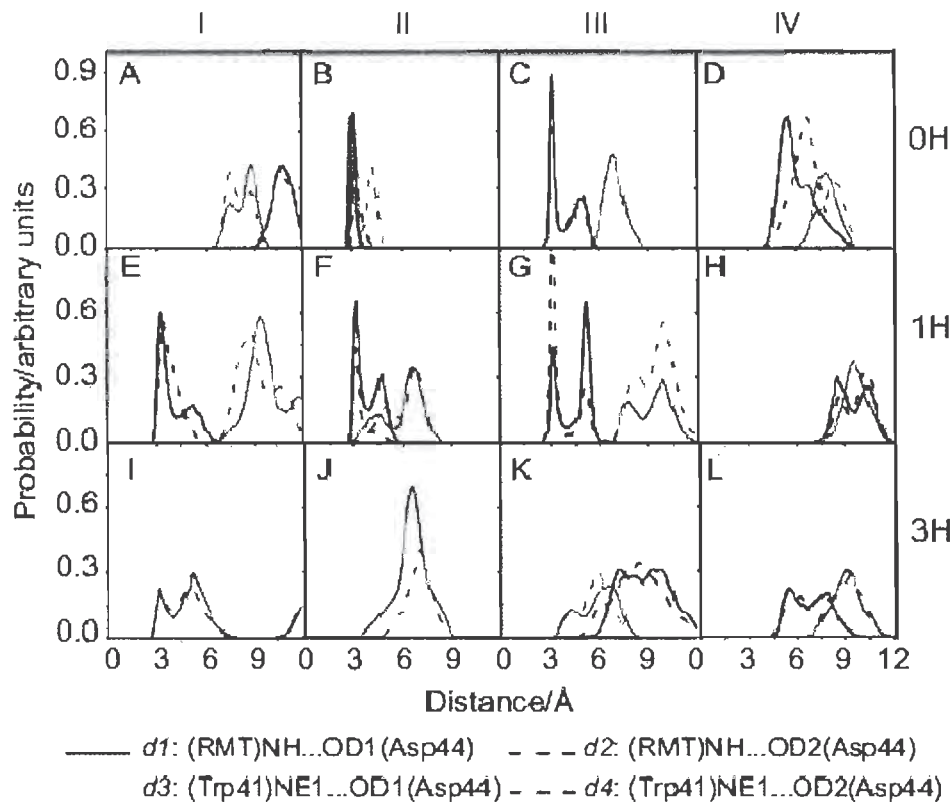 I II III IV
Probability/arbitrary units
0.9 A B C D
0.6
0.3
0.0
0H
E F G H
0.6
0.3
0.0
1H
I J K L
0.6
0.3
0.0
3H
0 3 6 9 0 3 6 9 0 3 6 9 0 3 6 9 12
Distance/Å
d1: (RMT)NH...OD1(Asp44) d2: (RMT)NH...OD2(Asp44)
d3: (Trp41)NE1...OD1(Asp44) d4: (Trp41)NE1...OD2(Asp44)